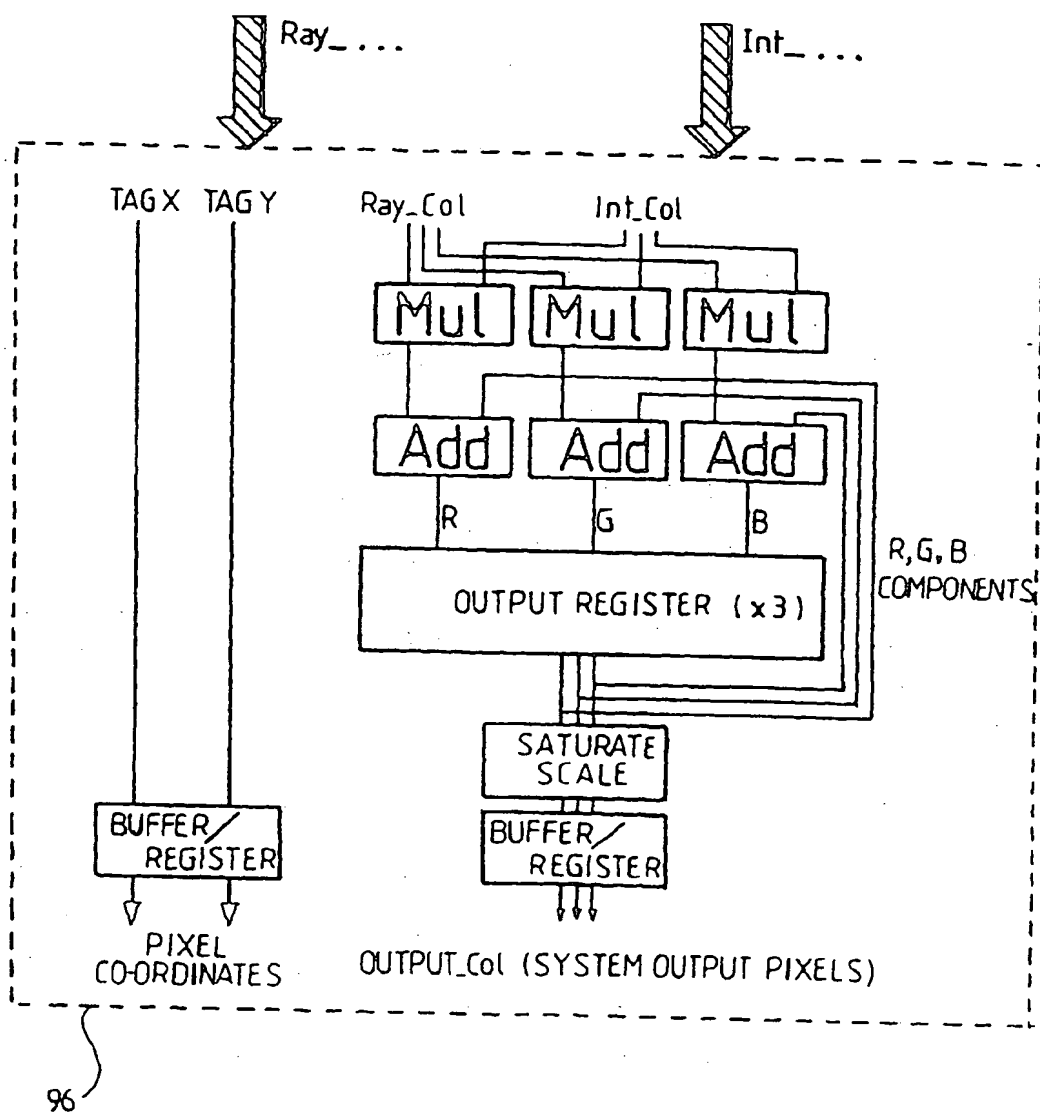 Ray_ . . . .
Int_ . . . .
TAG X TAG Y
Ray_Col
Int_Col
Mul Mul Mul
Add Add Add
R G B
R,G,B
COMPONENTS
OUTPUT REGISTER (x3)
SATURATE
SCALE
BUFFER/
REGISTER
BUFFER/
REGISTER
PIXEL
CO-ORDINATES
OUTPUT_Col (SYSTEM OUTPUT PIXELS)
96